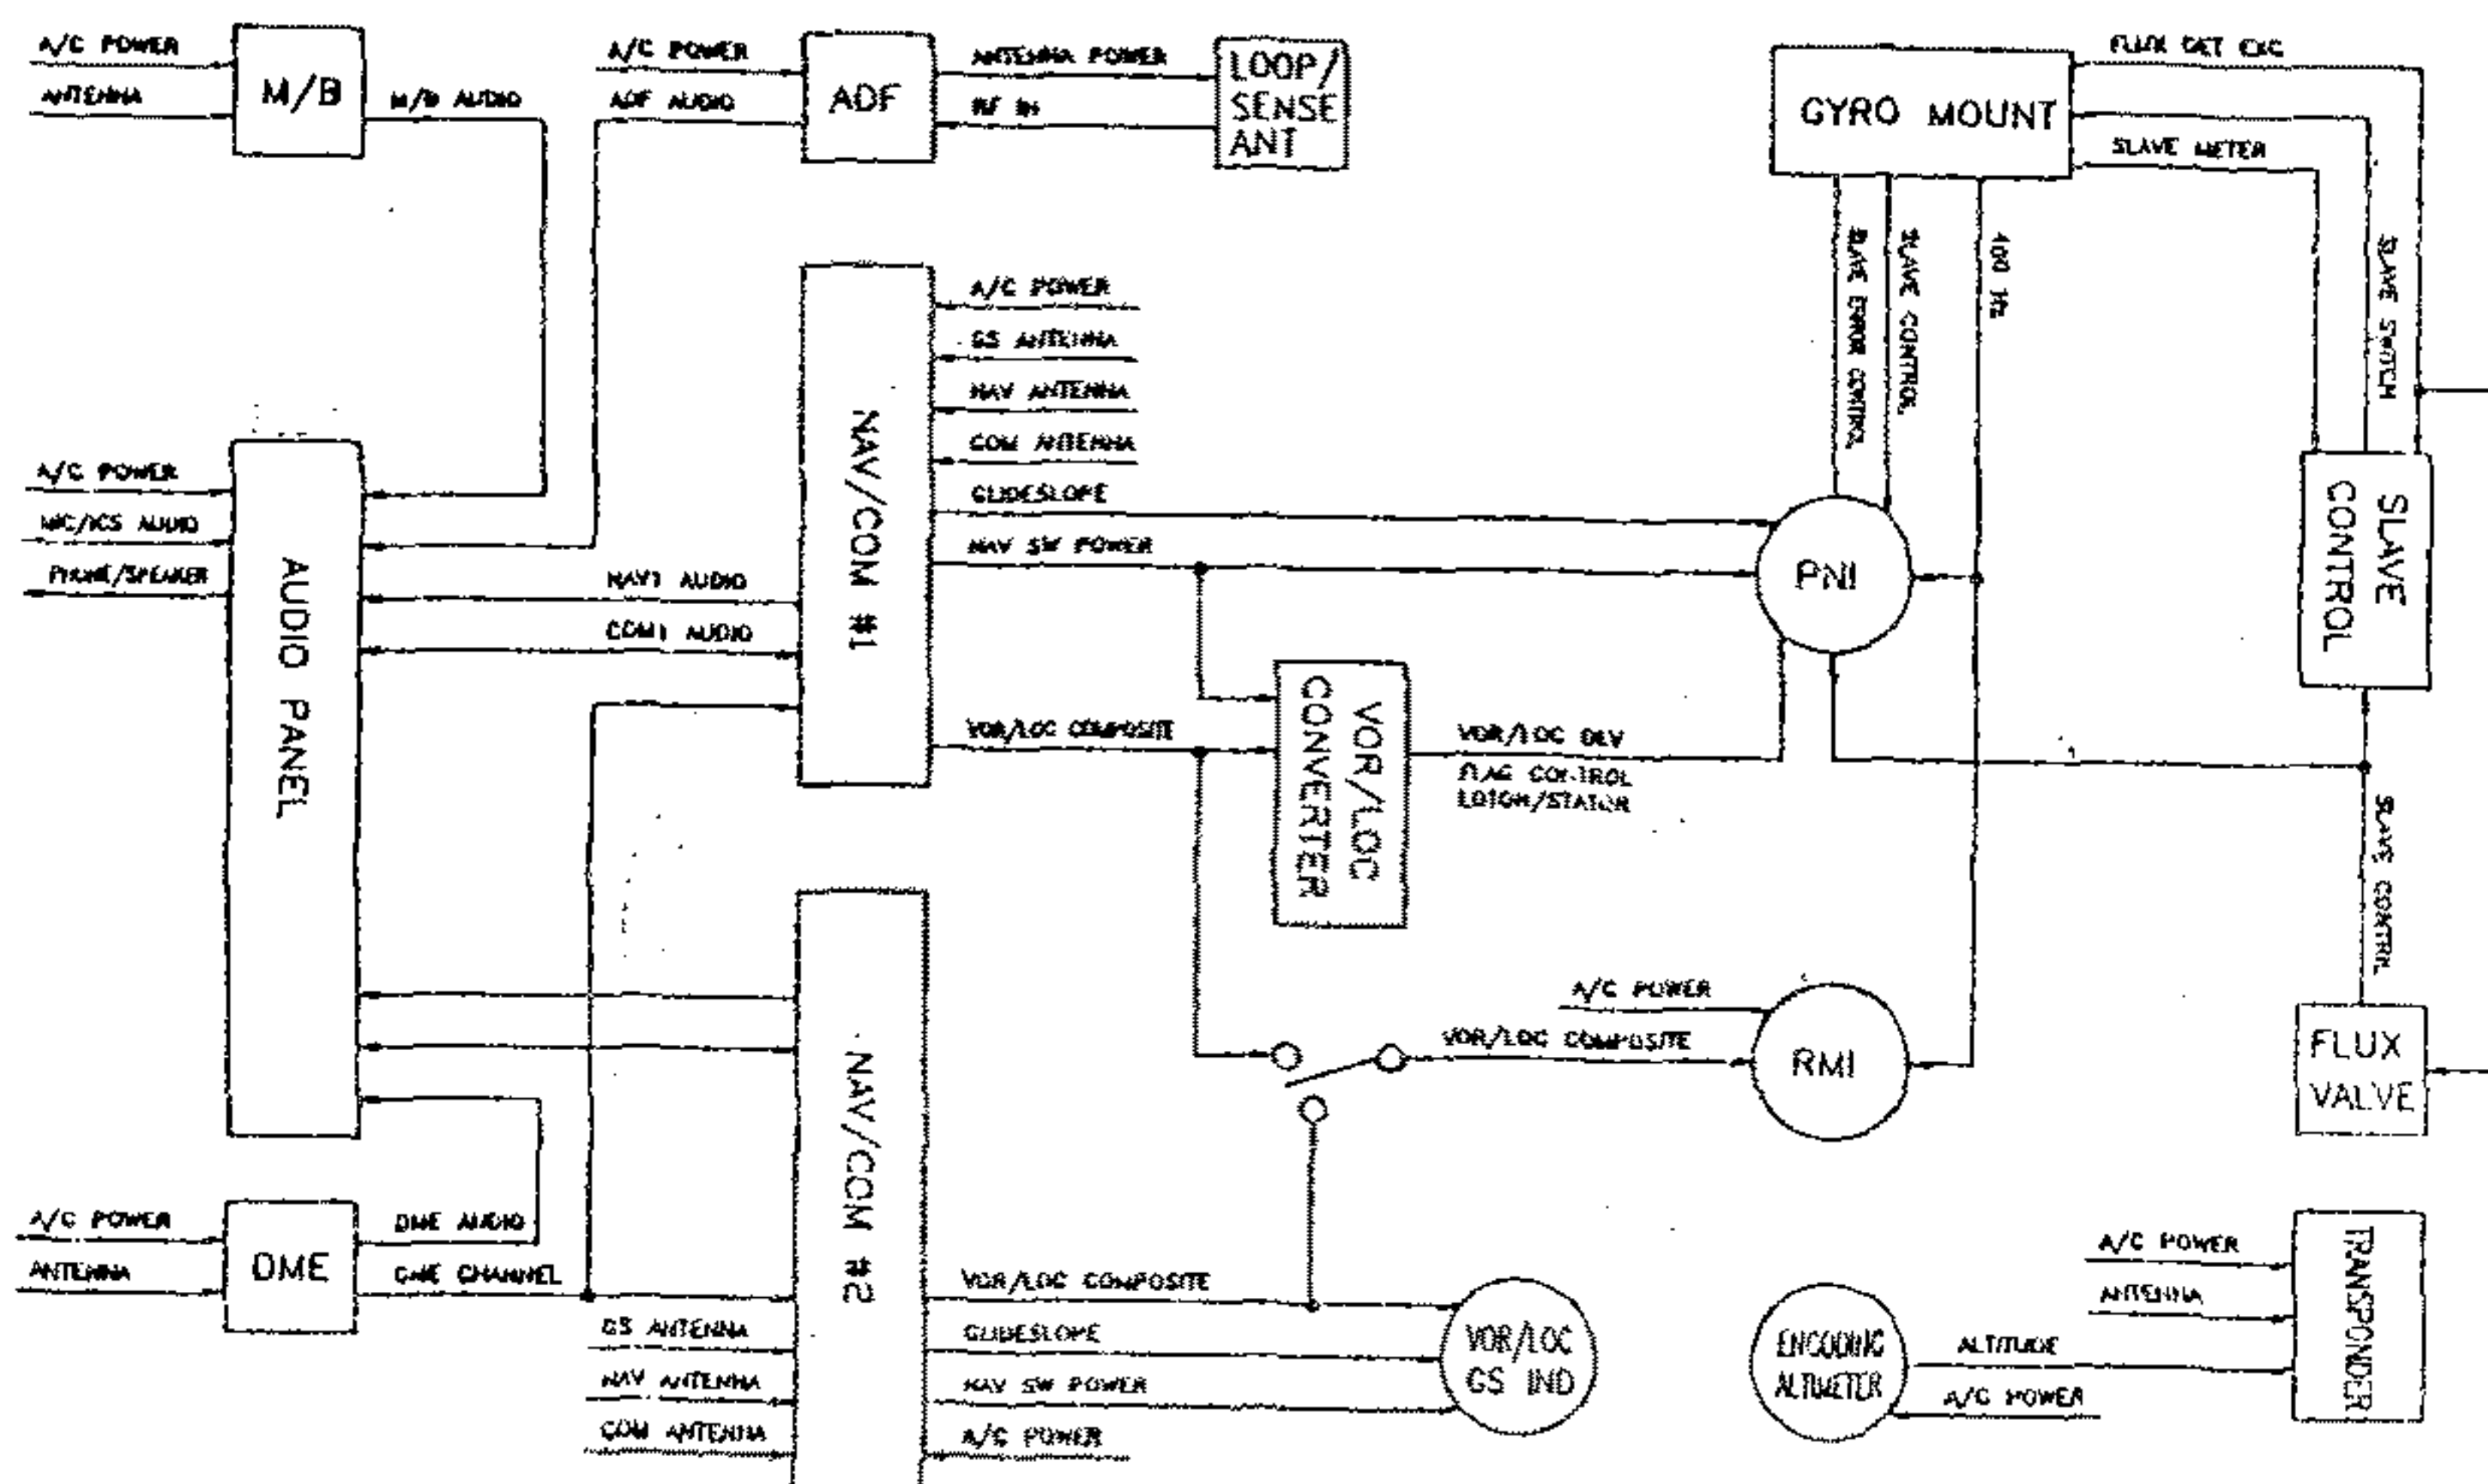 A/C POWER
ANTENNA
M/B
M/B AUDIO
A/C POWER
ADF AUDIO
ADF
ANTENNA POWER
RF IN
LOOP/
SENSE
ANT
GYRO MOUNT
FLUX DET EXC
SLAVE METER
SLAVE ERROR CONTROL
SLAVE CONTROL
400 Hz
SLAVE SWITCH
A/C POWER
MIC/ICS AUDIO
PHONE/SPEAKER
AUDIO PANEL
NAV1 AUDIO
COM1 AUDIO
NAV/COM #1
A/C POWER
GS ANTENNA
NAV ANTENNA
COM ANTENNA
GLIDESLOPE
NAV SW POWER
VOR/LOC COMPOSITE
VOR/LOC
CONVERTER
VOR/LOC DEV
FLAG CONTROL
PNI
SLAVE
CONTROL
SLAVE CONTRL
FLUX
VALVE
A/C POWER
VOR/LOC COMPOSITE
RMI
A/C POWER
ANTENNA
DME
DME AUDIO
DME CHANNEL
GS ANTENNA
NAV ANTENNA
COM ANTENNA
NAV/COM #2
VOR/LOC COMPOSITE
GLIDESLOPE
NAV SW POWER
A/C POWER
VOR/LOC
GS IND
ENCODING
ALTIMETER
ALTITUDE
A/C POWER
A/C POWER
ANTENNA
TRANSPONDER